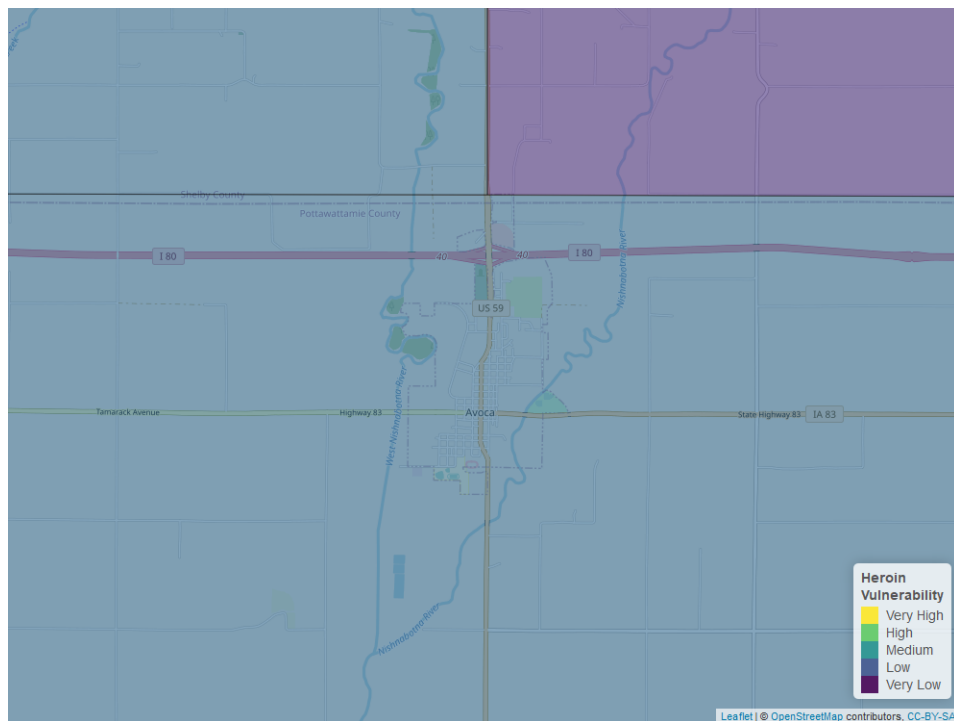 Shelby County
Pottawattamie County
I 80
40
40
I 80
Nishnabotna River
US 59
West Nishnabotna River
Tamarack Avenue
Highway 83
Avoca
State Highway 83
IA 83
Nishnabotna River
Heroin
Vulnerability
Very High
High
Medium
Low
Very Low
Leaflet | © OpenStreetMap contributors, CC-BY-SA